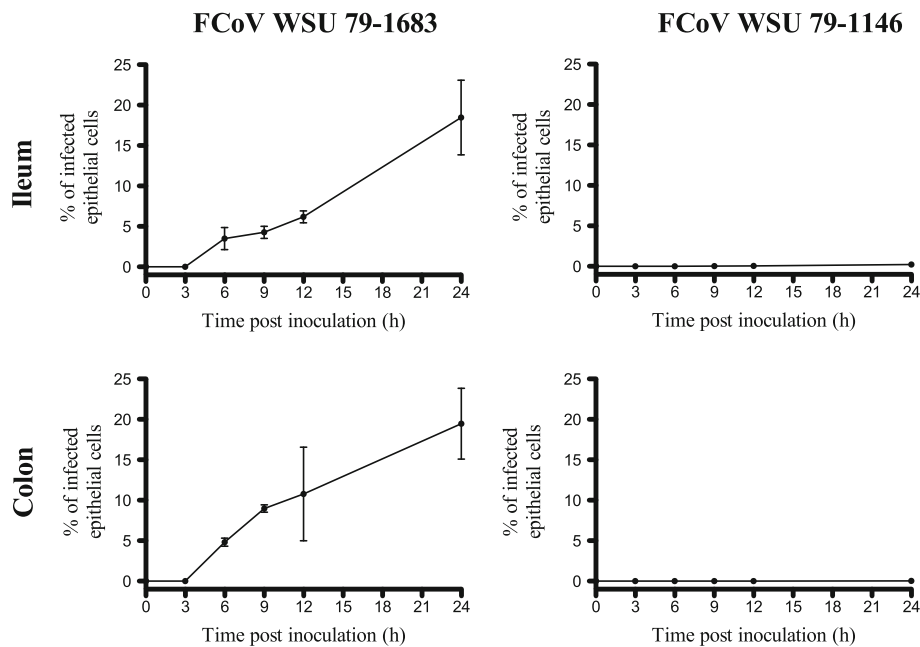 FCoV WSU 79-1683
FCoV WSU 79-1146
Ileum
% of infected
epithelial cells
25
20
15
10
5
0
0 3 6 9 12 15 18 21 24
Time post inoculation (h)
% of infected
epithelial cells
25
20
15
10
5
0
0 3 6 9 12 15 18 21 24
Time post inoculation (h)
Colon
% of infected
epithelial cells
25
20
15
10
5
0
0 3 6 9 12 15 18 21 24
Time post inoculation (h)
% of infected
epithelial cells
25
20
15
10
5
0
0 3 6 9 12 15 18 21 24
Time post inoculation (h)